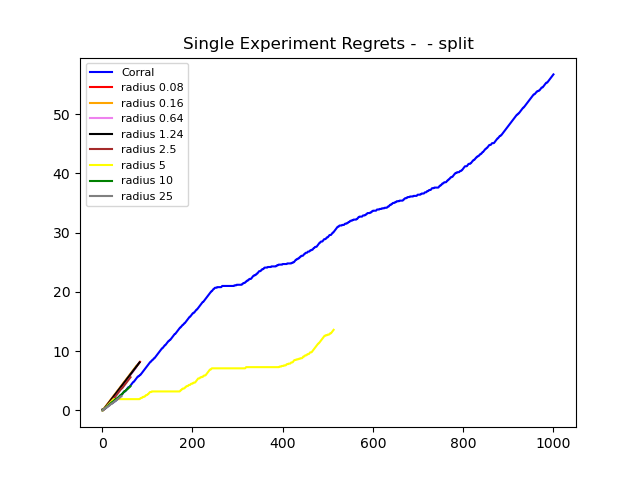 Single Experiment Regrets -  - split
Corral
radius 0.08
radius 0.16
radius 0.64
radius 1.24
radius 2.5
radius 5
radius 10
radius 25
50
40
30
20
10
0
0 200 400 600 800 1000